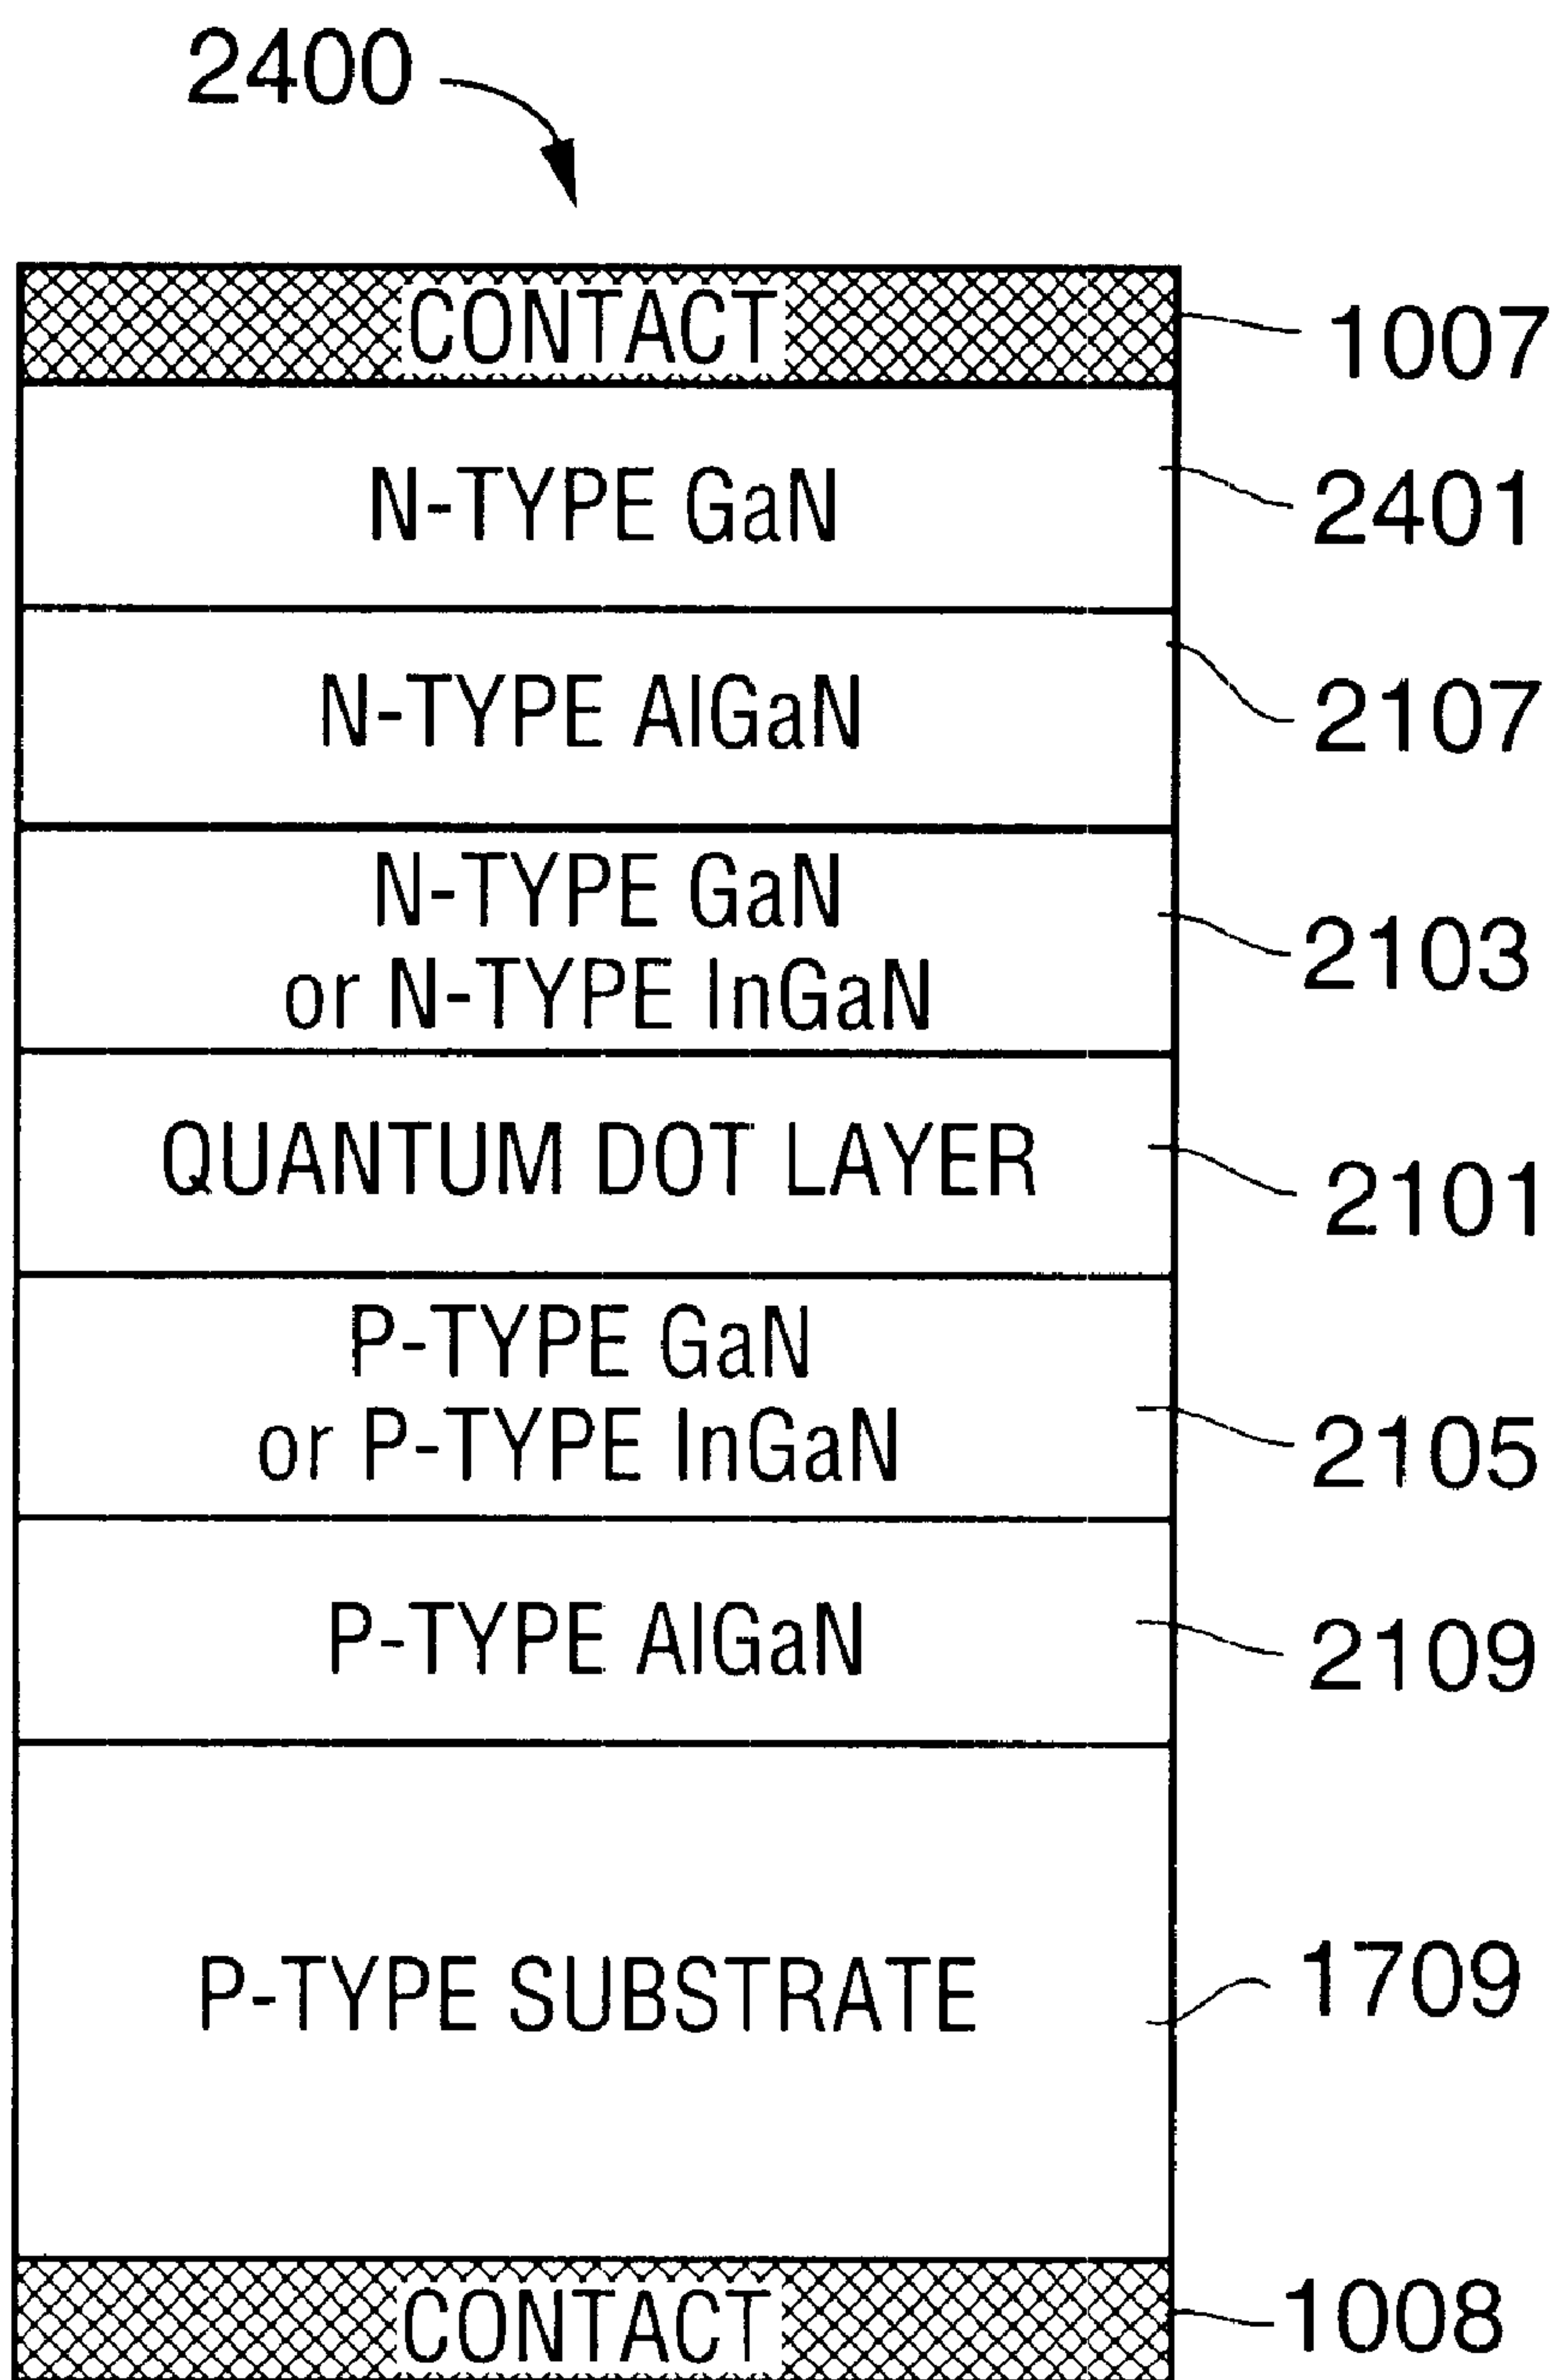 2400
CONTACT
1007
N-TYPE GaN
2401
N-TYPE AlGaN
2107
N-TYPE GaN
or N-TYPE InGaN
2103
QUANTUM DOT LAYER
2101
P-TYPE GaN
or P-TYPE InGaN
2105
P-TYPE AlGaN
2109
P-TYPE SUBSTRATE
1709
CONTACT
1008